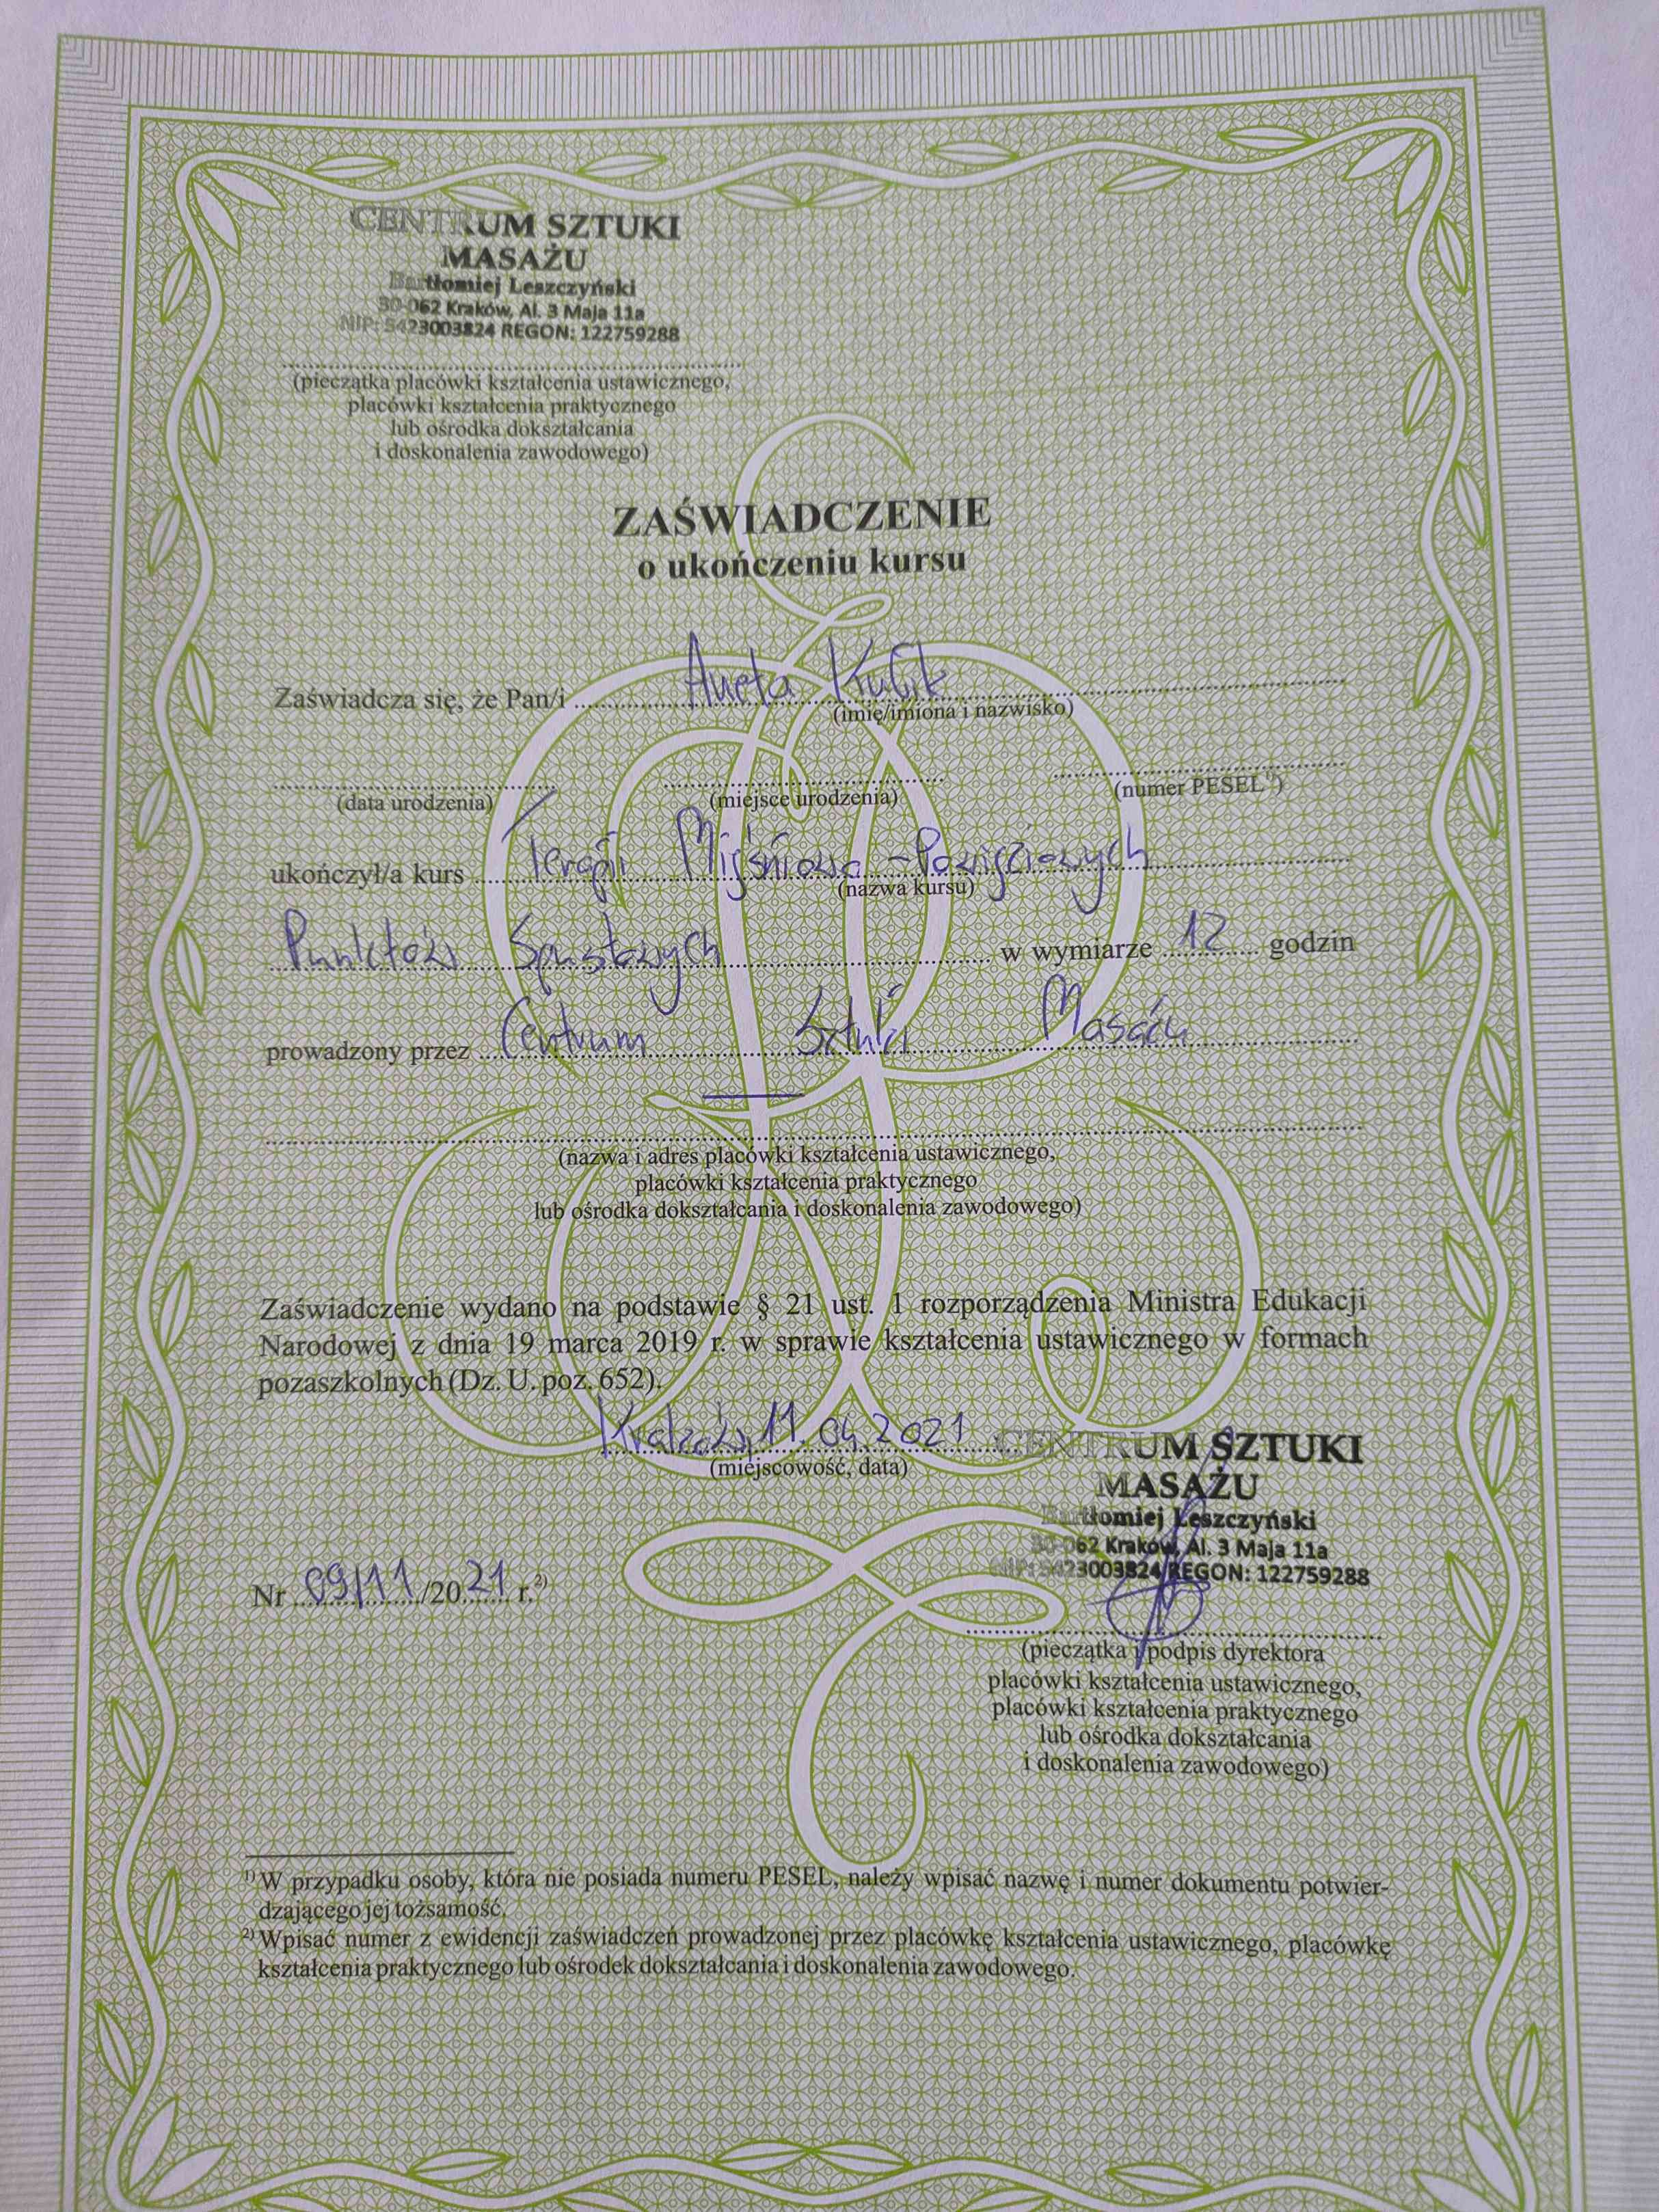 CENTRUM SZTUKI
MASAŻU
Bartłomiej Leszczyński
30-062 Kraków, Al. 3 Maja 11a
NIP: 5423003824 REGON: 122759288
(pieczątka placówki kształcenia ustawicznego,
placówki kształcenia praktycznego
lub ośrodka dokształcania
i doskonalenia zawodowego)
ZAŚWIADCZENIE
o ukończeniu kursu
Zaświadcza się, że Pan/i Aneta Kulik
(imię/imiona i nazwisko)
(data urodzenia) (miejsce urodzenia) (numer PESEL¹⁾)
ukończył/a kurs Terapii Mięśniowo-Powięziowych
(nazwa kursu)
Punktów Spustowych w wymiarze 12 godzin
prowadzony przez Centrum Sztuki Masażu
(nazwa i adres placówki kształcenia ustawicznego,
placówki kształcenia praktycznego
lub ośrodka dokształcania i doskonalenia zawodowego)
Zaświadczenie wydano na podstawie § 21 ust. 1 rozporządzenia Ministra Edukacji
Narodowej z dnia 19 marca 2019 r. w sprawie kształcenia ustawicznego w formach
pozaszkolnych (Dz. U. poz. 652).
Kraków, 11.04.2021
(miejscowość, data)
CENTRUM SZTUKI
MASAŻU
Bartłomiej Leszczyński
30-062 Kraków, Al. 3 Maja 11a
NIP: 5423003824 REGON: 122759288
Nr 09/11/2021 r.²⁾
(pieczątka i podpis dyrektora
placówki kształcenia ustawicznego,
placówki kształcenia praktycznego
lub ośrodka dokształcania
i doskonalenia zawodowego)
¹⁾ W przypadku osoby, która nie posiada numeru PESEL, należy wpisać nazwę i numer dokumentu potwier-
dzającego jej tożsamość.
²⁾ Wpisać numer z ewidencji zaświadczeń prowadzonej przez placówkę kształcenia ustawicznego, placówkę
kształcenia praktycznego lub ośrodek dokształcania i doskonalenia zawodowego.